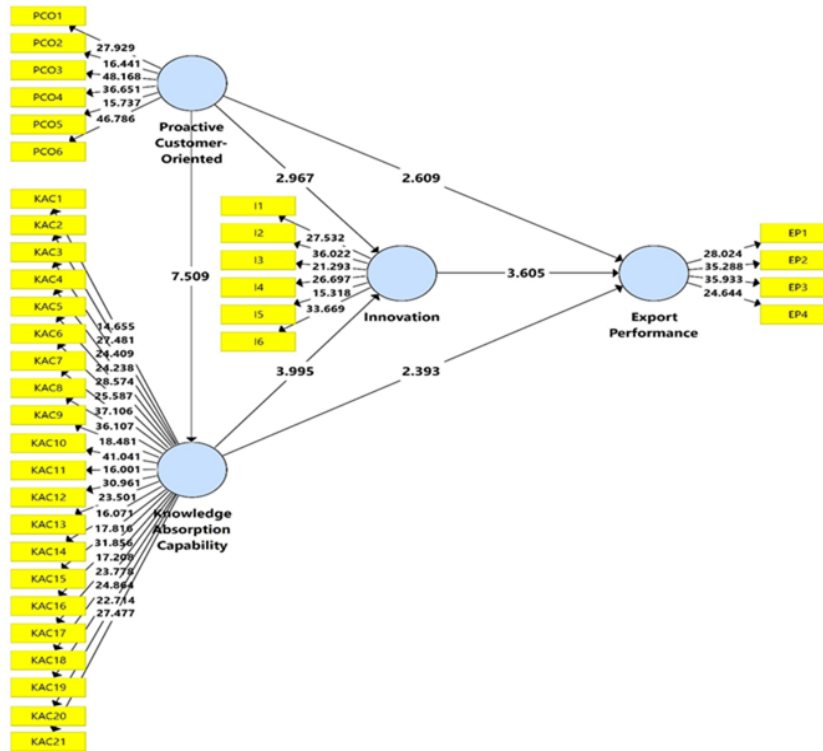 PCO1
PCO2
PCO3
PCO4
PCO5
PCO6
27.929
16.441
48.168
36.651
15.737
46.786
Proactive
Customer-
Oriented
2.967
2.609
7.509
KAC1
KAC2
KAC3
KAC4
KAC5
KAC6
KAC7
KAC8
KAC9
KAC10
KAC11
KAC12
KAC13
KAC14
KAC15
KAC16
KAC17
KAC18
KAC19
KAC20
KAC21
14.655
27.481
24.409
24.238
28.574
25.587
37.106
36.107
18.481
41.041
16.001
30.961
23.501
16.071
17.816
31.856
17.208
23.778
24.864
22.714
27.477
Knowledge
Absorption
Capability
I1
I2
I3
I4
I5
I6
27.532
36.022
21.293
26.697
15.318
33.669
Innovation
3.605
3.995
2.393
Export
Performance
28.024
35.288
35.933
24.644
EP1
EP2
EP3
EP4